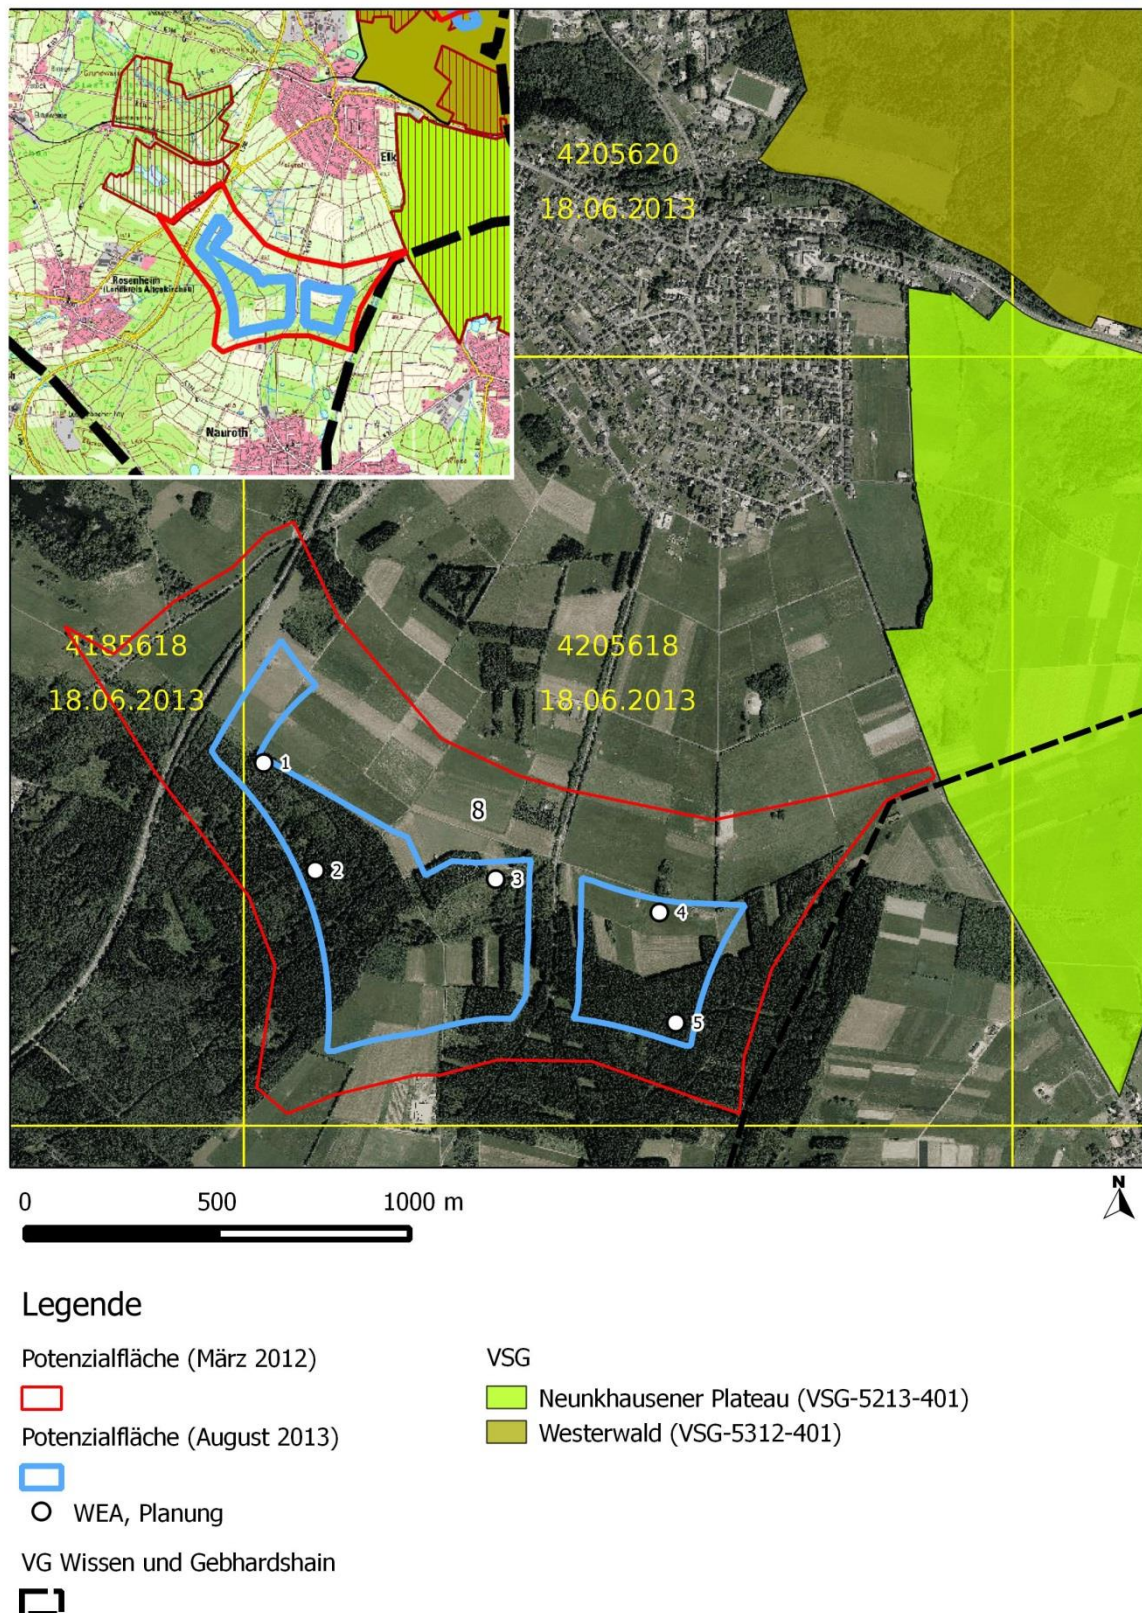 Elk
Rosenheim
(Landkreis Altenkirchen)
Nauroth
4205620
18.06.2013
4185618
18.06.2013
4205618
18.06.2013
1
8
2
3
4
5
0 500 1000 m
N
Legende
Potenzialfläche (März 2012)
Potenzialfläche (August 2013)
WEA, Planung
VG Wissen und Gebhardshain
VSG
Neunkhausener Plateau (VSG-5213-401)
Westerwald (VSG-5312-401)